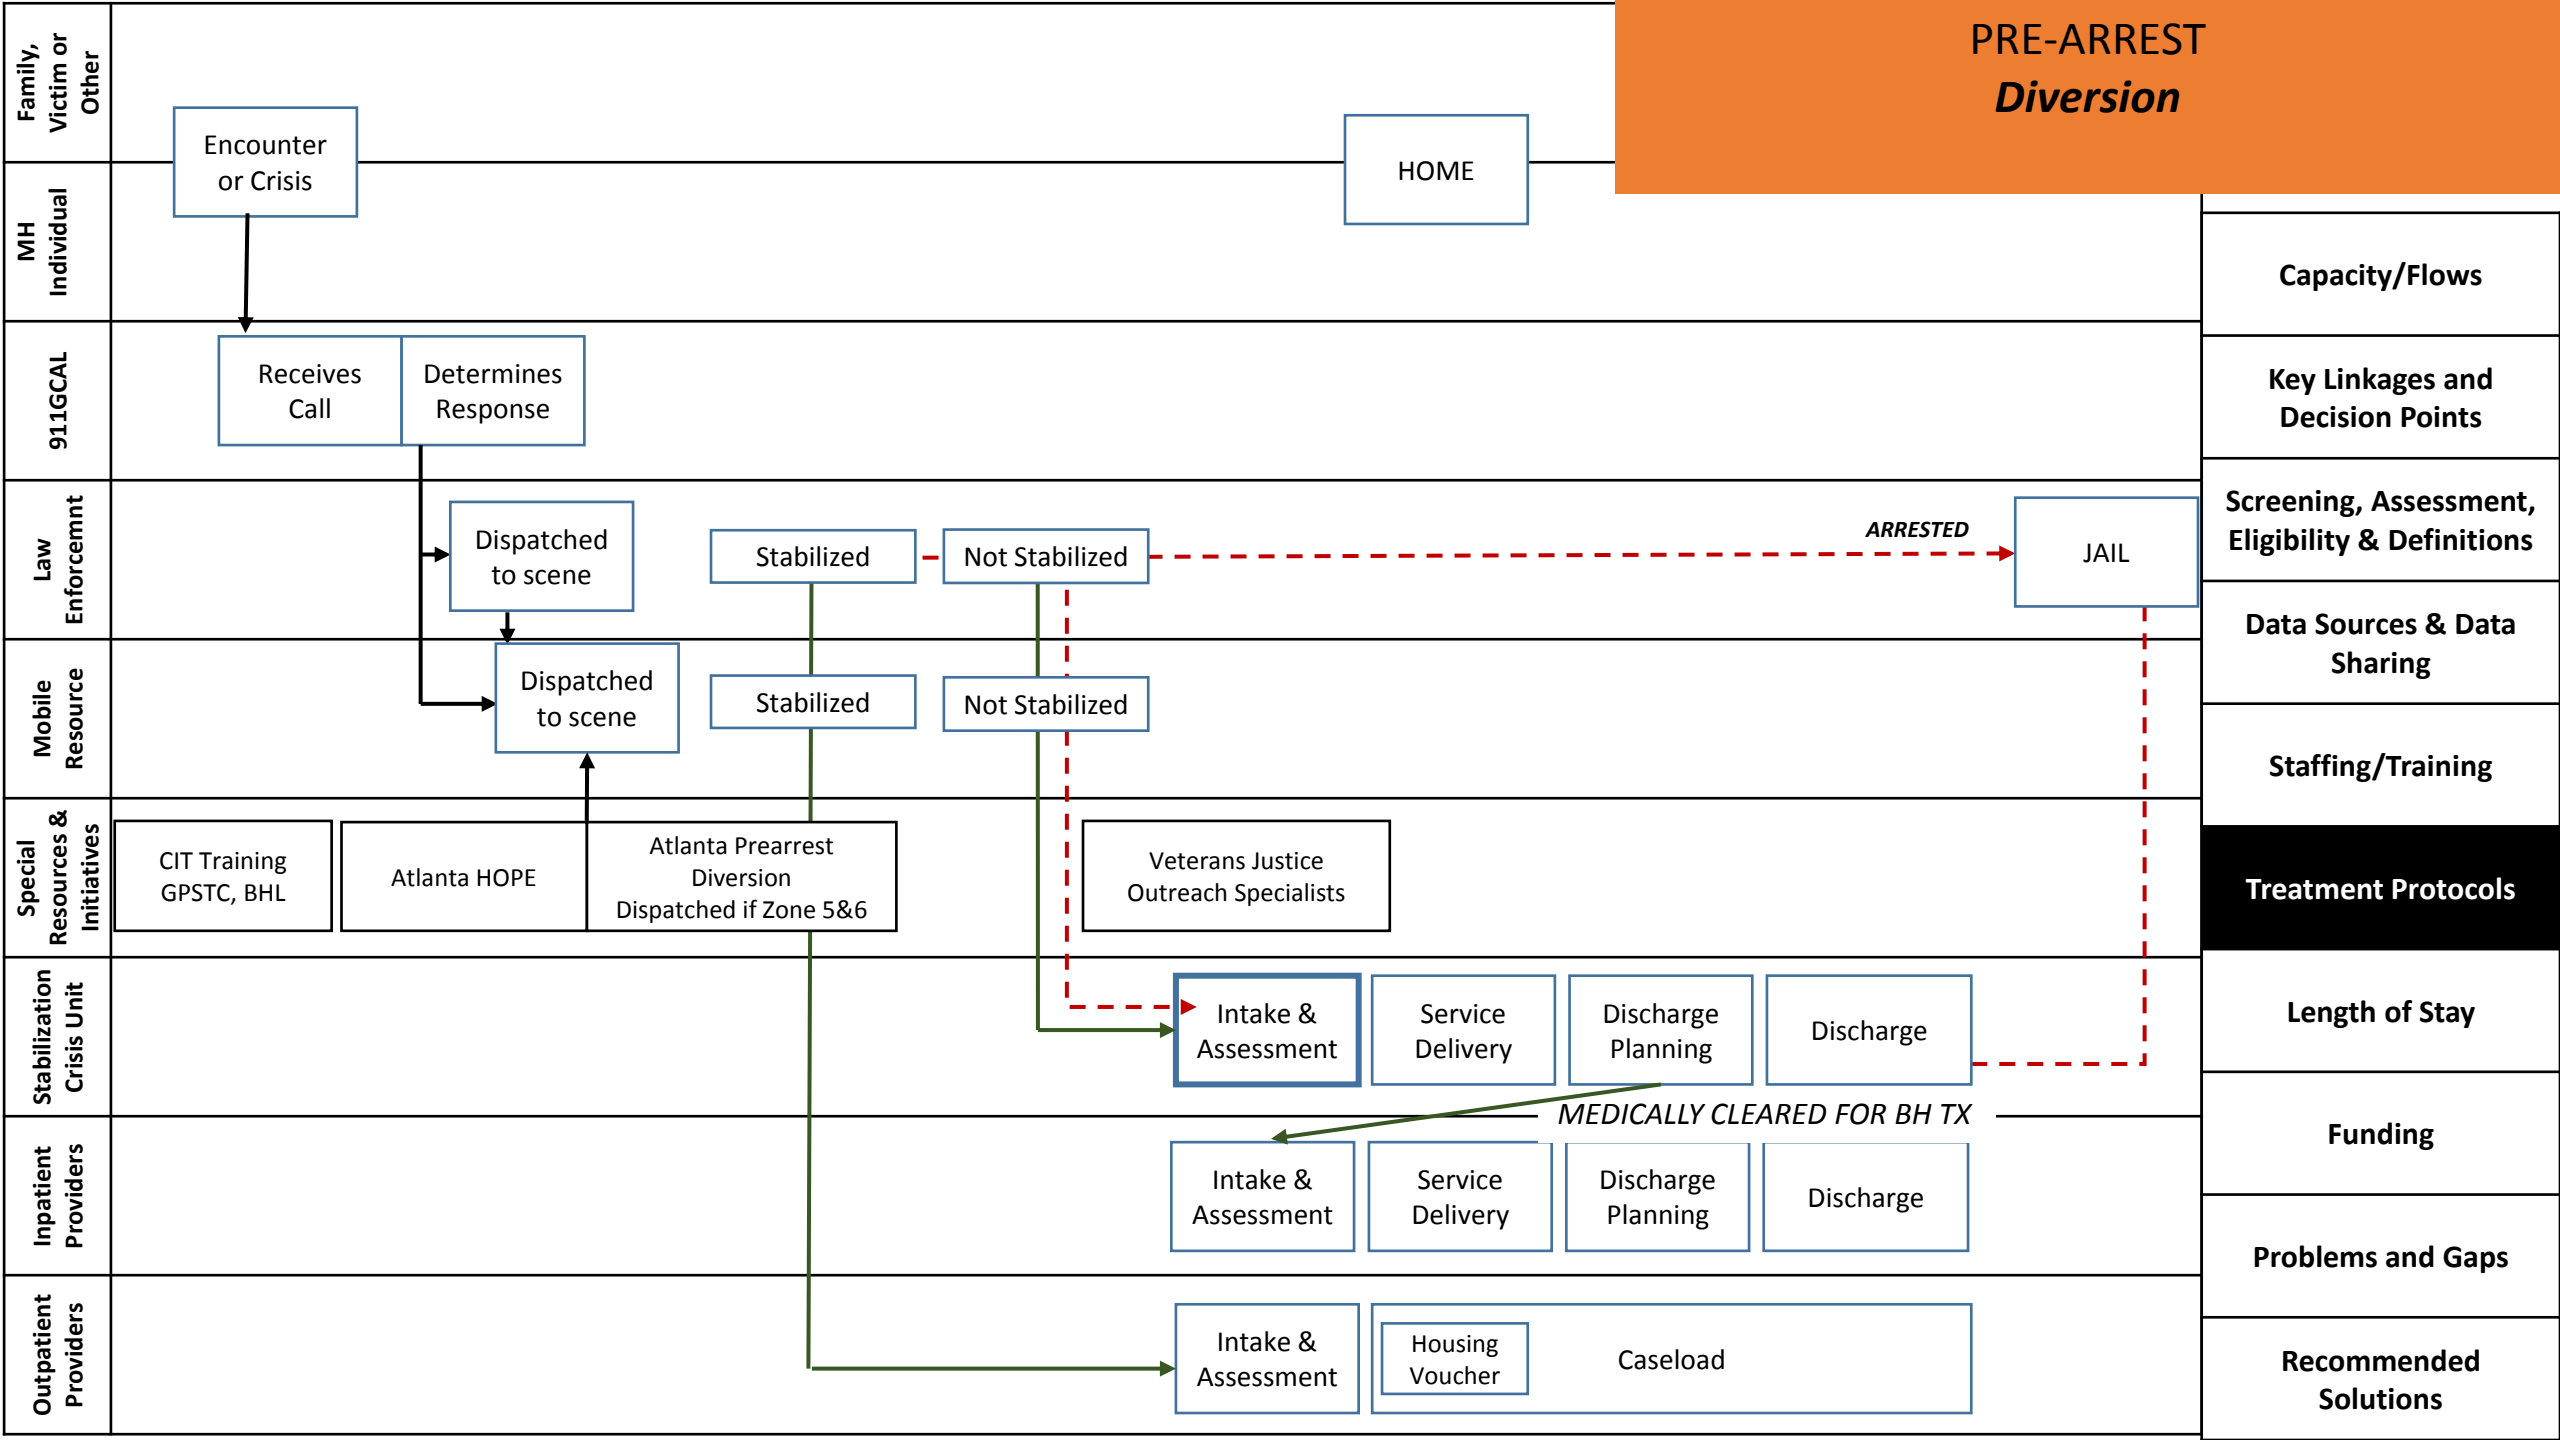 PRE-ARREST
Diversion
Family,
Victim or
Other
Encounter
or Crisis
HOME
MH
Individual
911GCAL
Receives
Call
Determines
Response
Law
Enforcemnt
Dispatched
to scene
Stabilized
Not Stabilized
ARRESTED
JAIL
Mobile
Resource
Dispatched
to scene
Stabilized
Not Stabilized
Special
Resources &
Initiatives
CIT Training
GPSTC, BHL
Atlanta HOPE
Atlanta Prearrest
Diversion
Dispatched if Zone 5&6
Veterans Justice
Outreach Specialists
Stabilization
Crisis Unit
Intake &
Assessment
Service
Delivery
Discharge
Planning
Discharge
MEDICALLY CLEARED FOR BH TX
Inpatient
Providers
Intake &
Assessment
Service
Delivery
Discharge
Planning
Discharge
Outpatient
Providers
Intake &
Assessment
Housing
Voucher
Caseload
Capacity/Flows
Key Linkages and
Decision Points
Screening, Assessment,
Eligibility & Definitions
Data Sources & Data
Sharing
Staffing/Training
Treatment Protocols
Length of Stay
Funding
Problems and Gaps
Recommended
Solutions